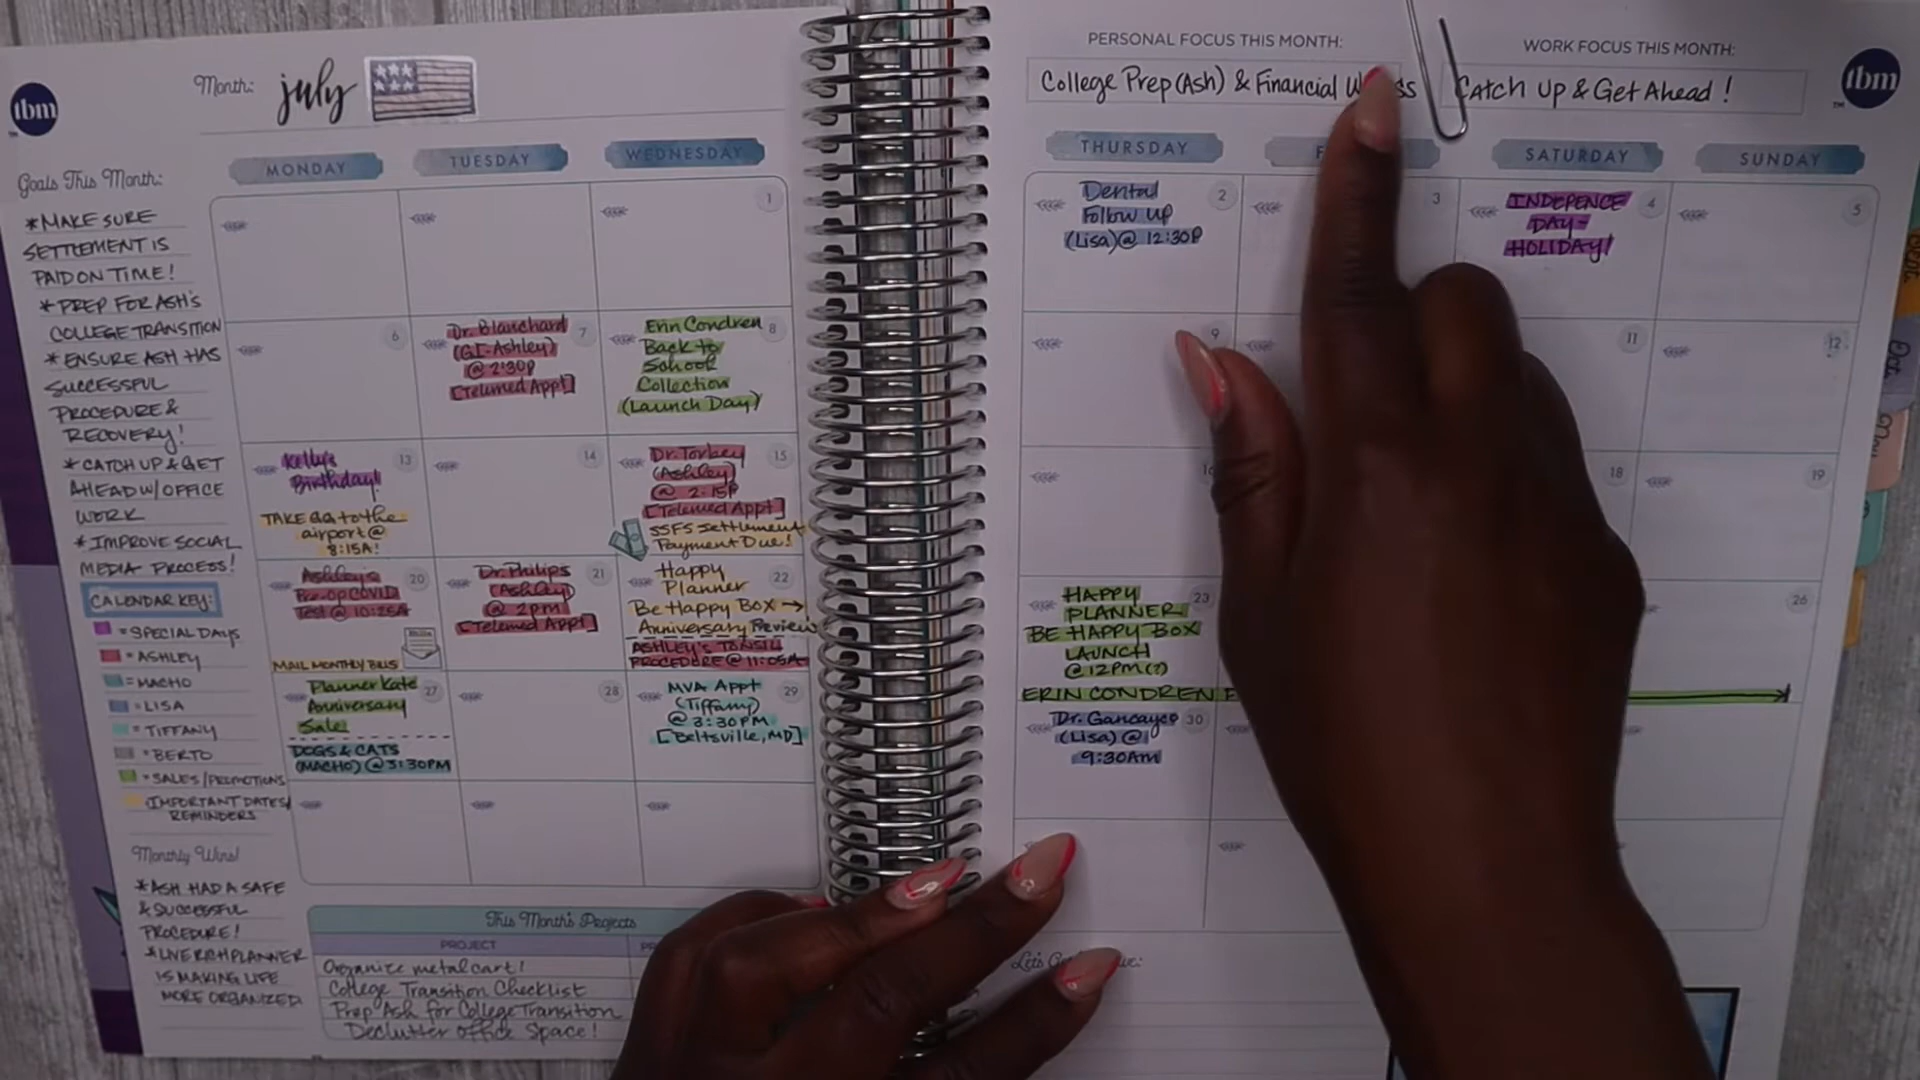 tbm
Month: july
Goals This Month:
*MAKE SURE
SETTLEMENT IS
PAID ON TIME!
*PREP FOR ASH'S
COLLEGE TRANSITION
*ENSURE ASH HAS
SUCCESSFUL
PROCEDURE &
RECOVERY!
*CATCH UP & GET
AHEAD W/OFFICE
WORK
*IMPROVE SOCIAL
MEDIA PROCESS!
CALENDAR KEY:
=SPECIAL DAYS
=ASHLEY
=MACHO
=LISA
=TIFFANY
=BERTO
=SALES/PROMOTIONS
=IMPORTANT DATES/
REMINDERS
Monthly Wins!
*ASH HAD A SAFE
& SUCCESSFUL
PROCEDURE!
*LIVE RCH PLANNER
IS MAKING LIFE
MORE ORGANIZED!
MONDAY TUESDAY WEDNESDAY
1
6
7
Dr. Blanchard
(GI-Ashley)
@ 2:30p
[Telemed Appt]
8
Erin Condren
Back to
School
Collection
(Launch Day)
13
Kelly's
Birthday!
TAKE to the
airport @
8:15A!
14
15
Dr. Torbey
(Ashley)
@ 2:15P
[Telemed Appt]
SSFS Settlement
Payment Due!
20
Ashley's
Pre-op COVID
Test @ 10:25A
MAIL MONTHLY BILLS
21
Dr. Philips
(Ashley)
@ 2pm
[Telemed Appt]
22
Happy
Planner
Be Happy Box →
Anniversary Preview
ASHLEY'S TONSIL
PROCEDURE @ 11:05A
27
Planner Kate
Anniversary
Sale
DOGS & CATS
(MACHO) @ 3:30PM
28
29
MVA Appt
(Tiffany)
@ 3:30PM
[Beltsville, MD]
This Month's Projects
PROJECT
Organize metal cart!
College Transition Checklist
Prep Ash for College Transition
Declutter Office Space!
PERSONAL FOCUS THIS MONTH:
College Prep (Ash) & Financial
WORK FOCUS THIS MONTH:
Catch Up & Get Ahead!
tbm
THURSDAY SATURDAY SUNDAY
2
Dental
Follow Up
(Lisa) @ 12:30P
3
4
INDEPENCE
DAY-
HOLIDAY!
5
9
11
12
18
19
23
HAPPY
PLANNER
BE HAPPY BOX
LAUNCH
@ 12PM(?)
ERIN CONDREN
26
30
Dr. Gancayco
(Lisa) @
9:30AM